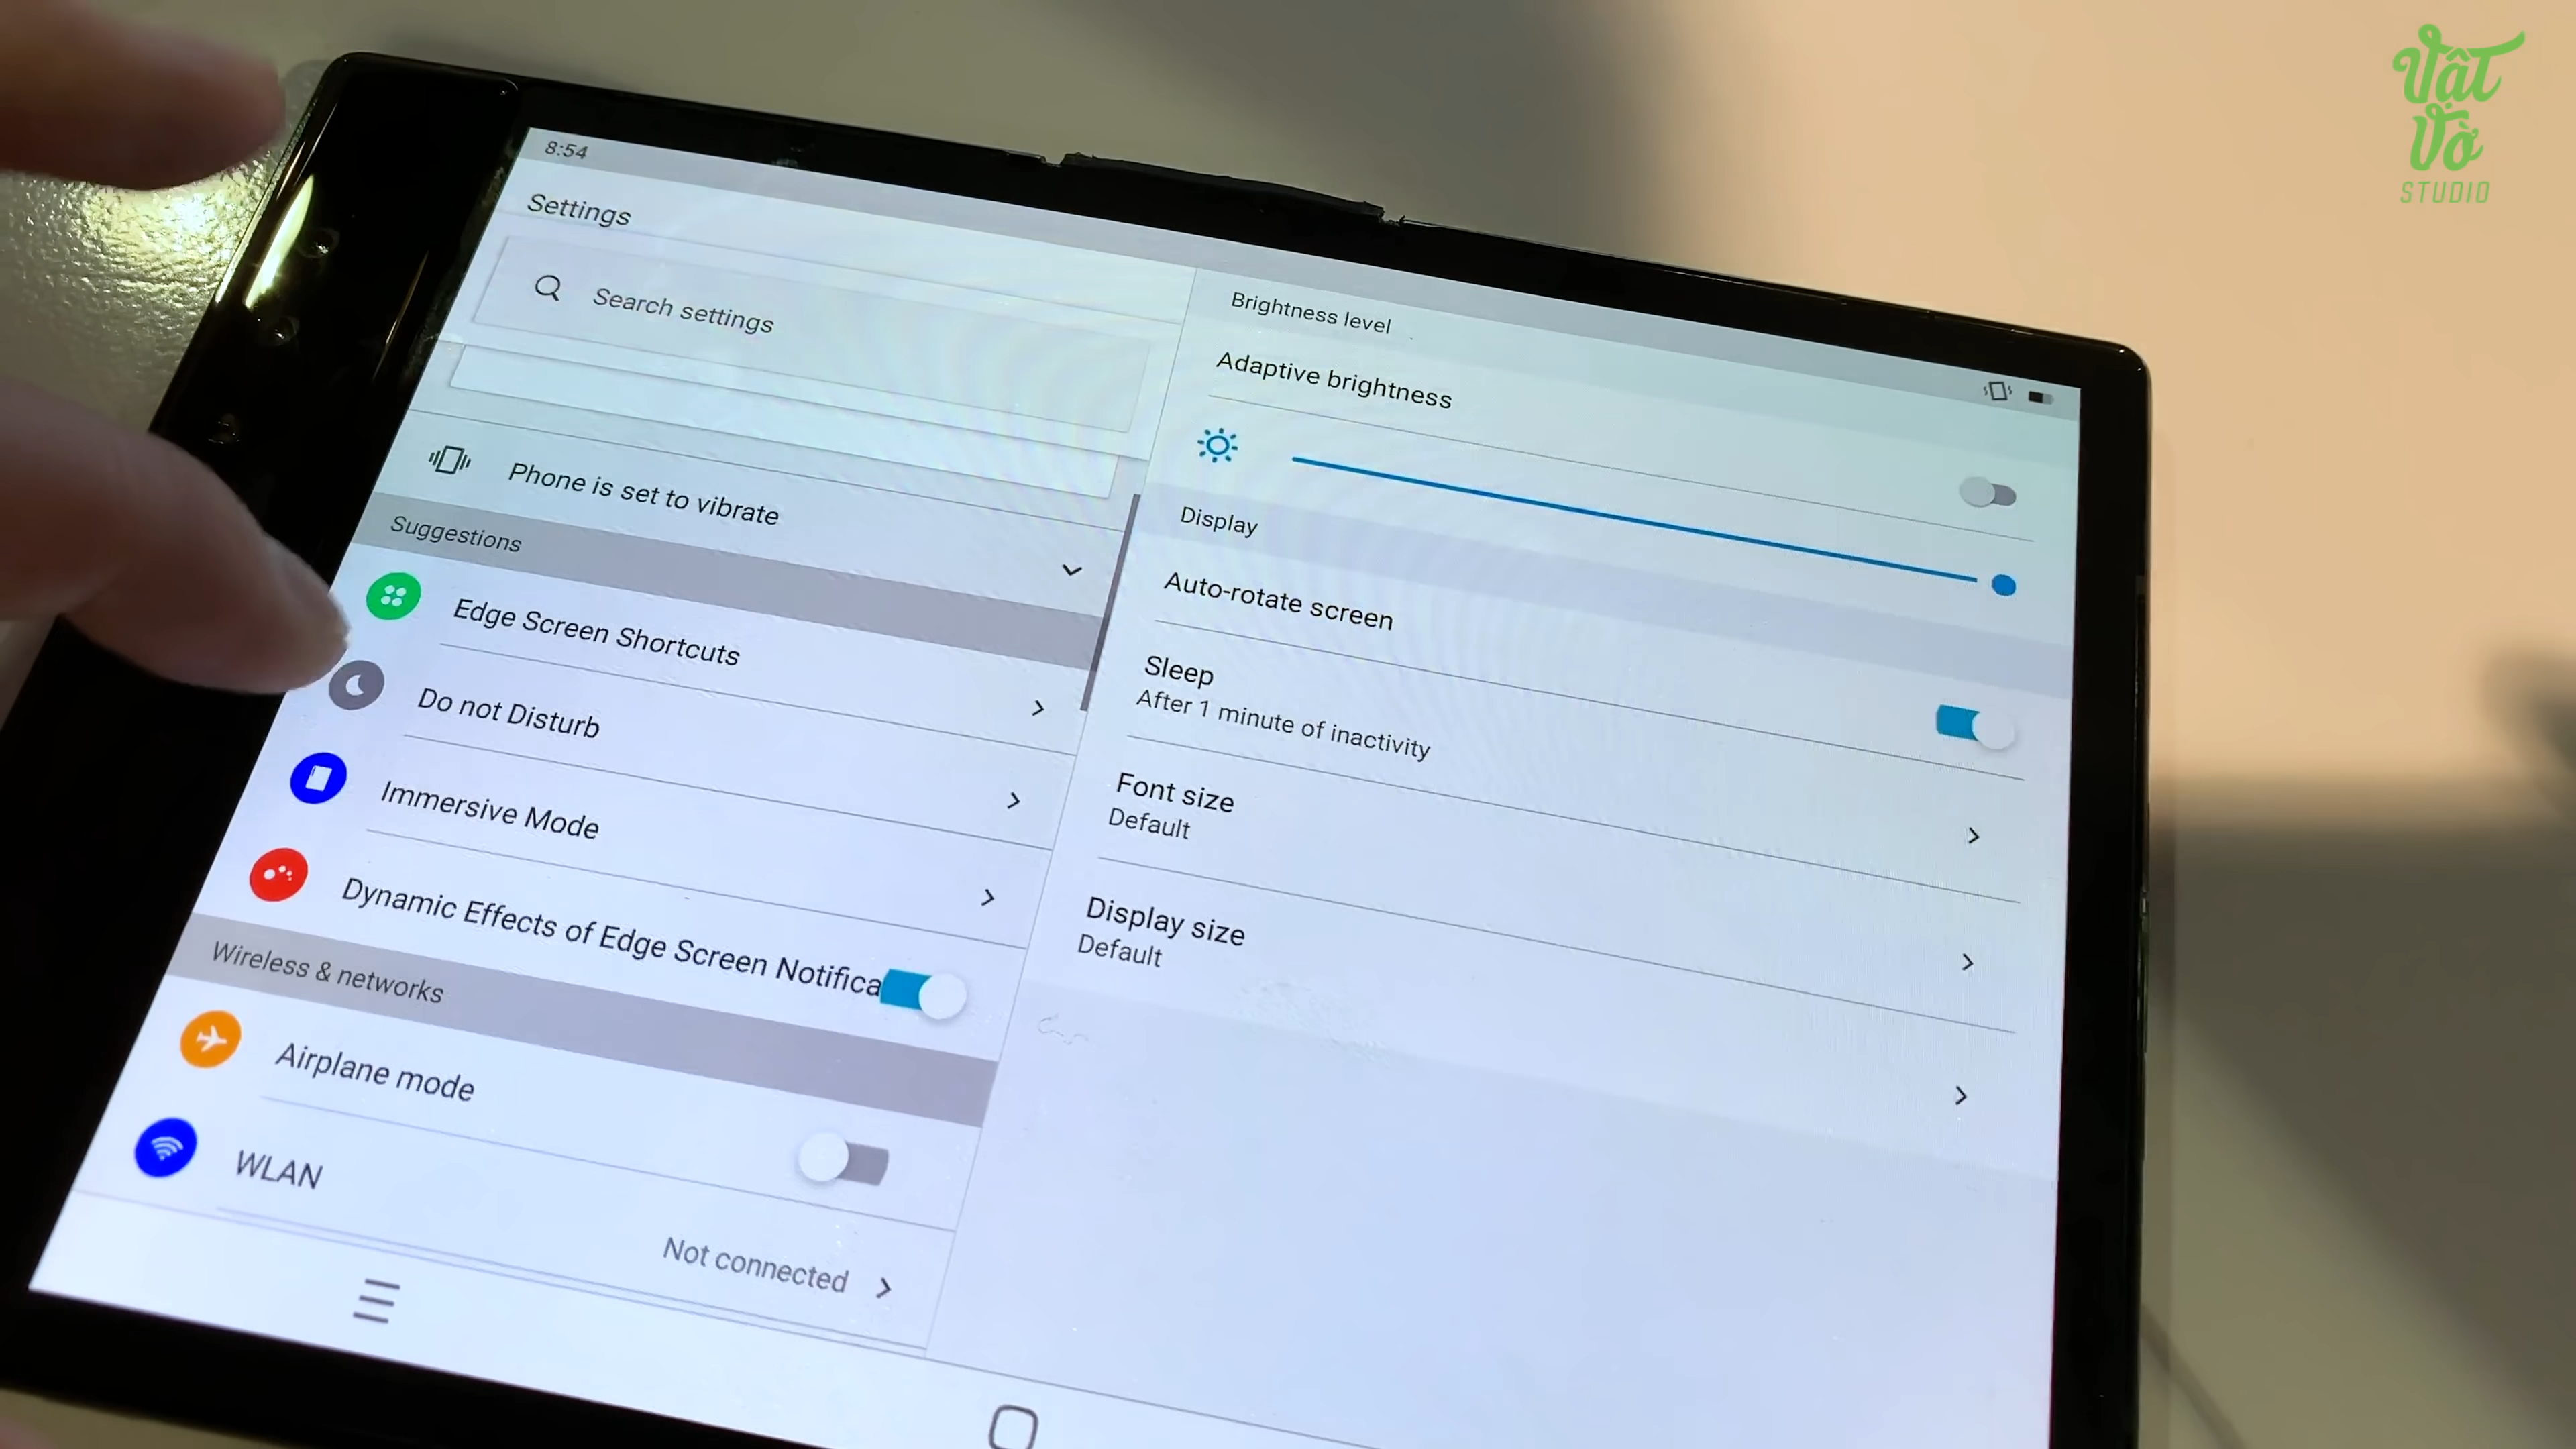 Vật
Vờ
STUDIO
8:54
Settings
Search settings
Phone is set to vibrate
Suggestions
Edge Screen Shortcuts
Do not Disturb
Immersive Mode
Dynamic Effects of Edge Screen Notifica
Wireless & networks
Airplane mode
WLAN
Not connected
Brightness level
Adaptive brightness
Display
Auto-rotate screen
Sleep
After 1 minute of inactivity
Font size
Default
Display size
Default